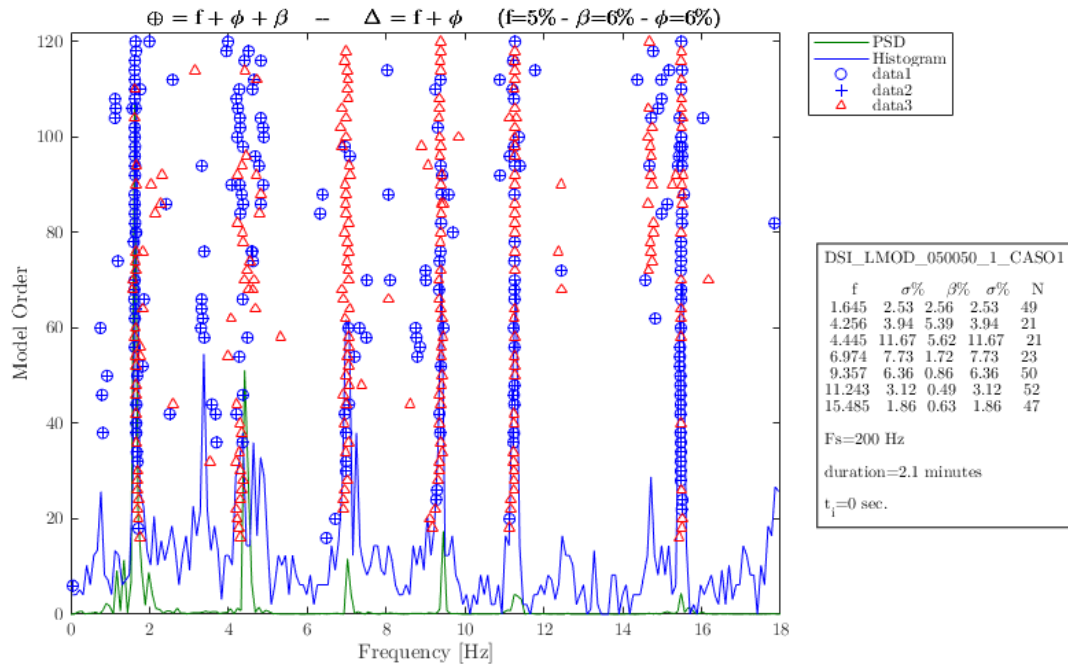 ⊕ = f + ϕ + β -- Δ = f + ϕ (f=5% - β=6% - ϕ=6%)
120
100
80
60
40
20
0
Model Order
0 2 4 6 8 10 12 14 16 18
Frequency [Hz]
PSD
Histogram
data1
data2
data3
DSI_LMOD_050050_1_CASO1
f σ% β% σ% N
1.645 2.53 2.56 2.53 49
4.256 3.94 5.39 3.94 21
4.445 11.67 5.62 11.67 21
6.974 7.73 1.72 7.73 23
9.357 6.36 0.86 6.36 50
11.243 3.12 0.49 3.12 52
15.485 1.86 0.63 1.86 47
Fs=200 Hz
duration=2.1 minutes
t_i=0 sec.